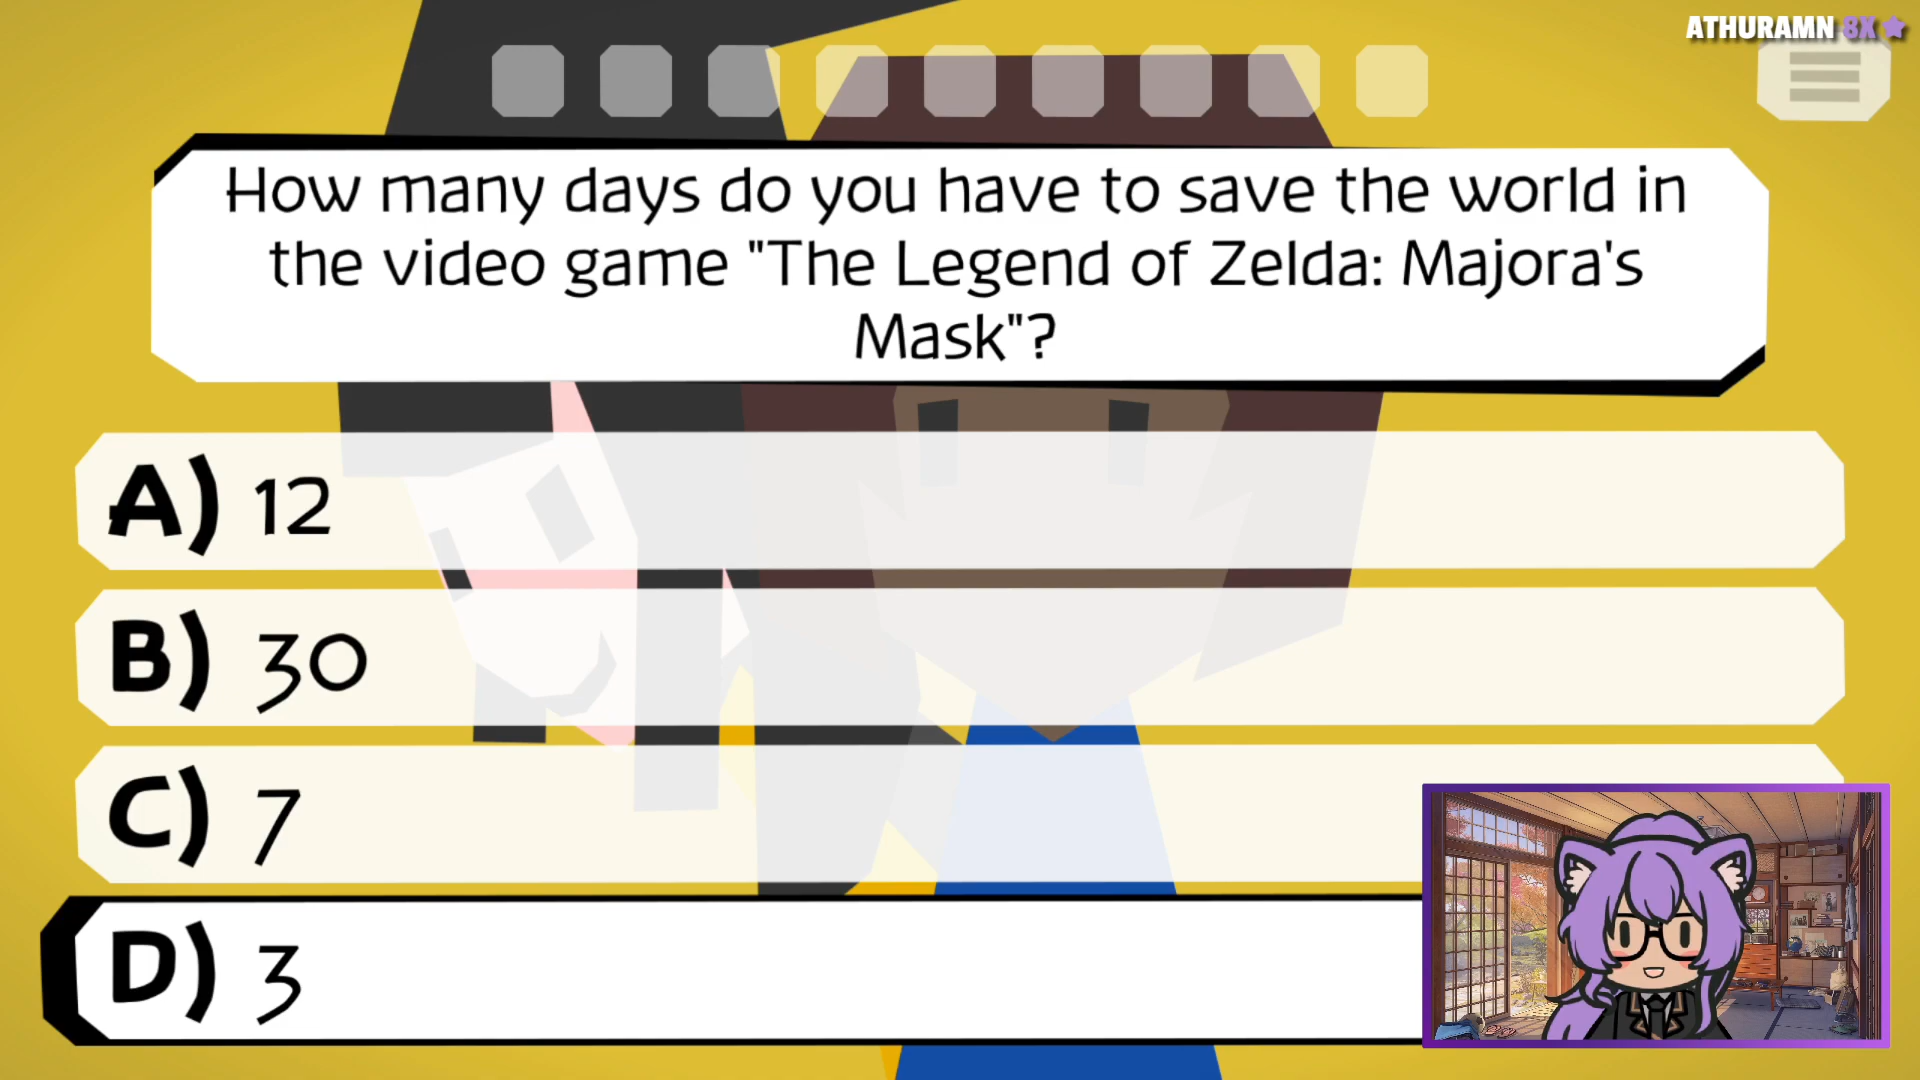 ATHURAMN 8X
How many days do you have to save the world in
the video game "The Legend of Zelda: Majora's
Mask"?
A) 12
B) 30
C) 7
D) 3